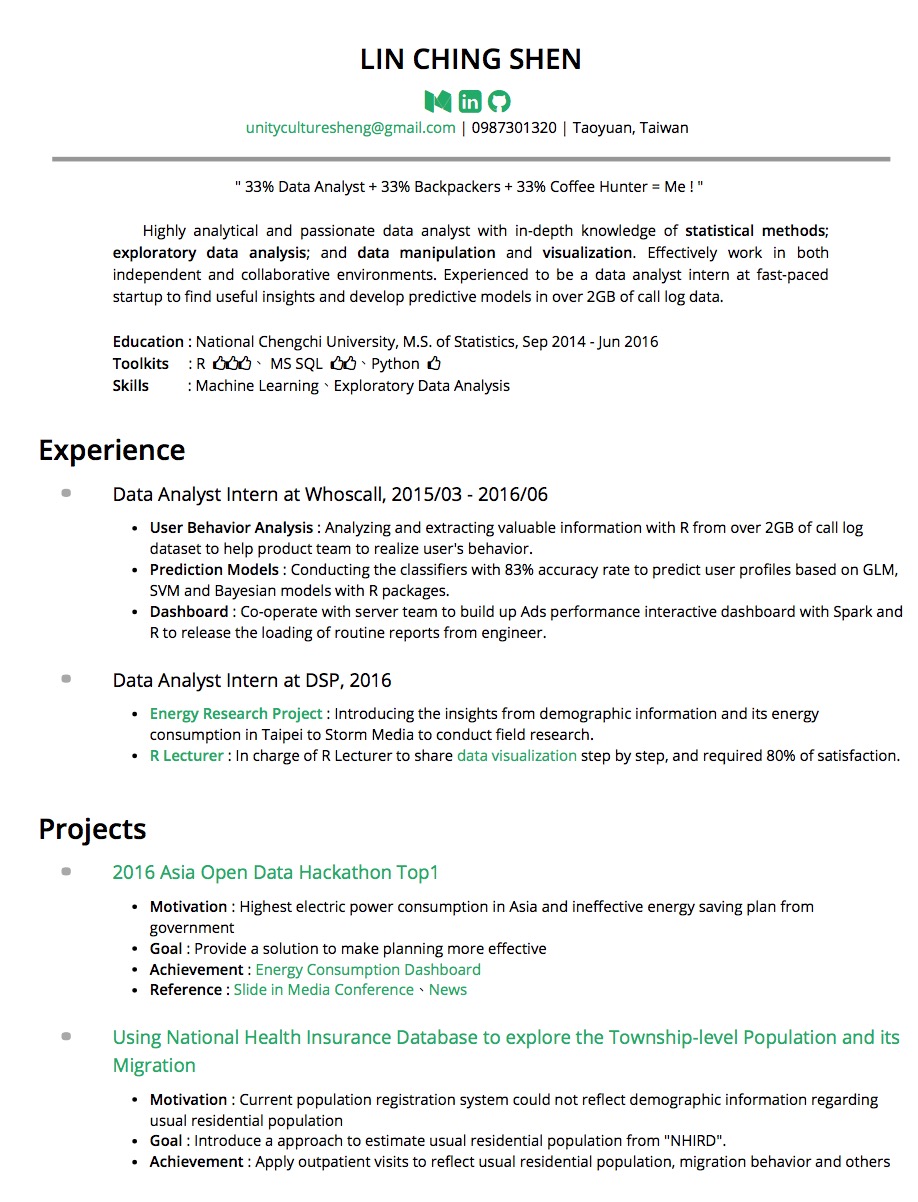 LIN CHING SHEN
unityculturesheng@gmail.com | 0987301320 | Taoyuan, Taiwan
" 33% Data Analyst + 33% Backpackers + 33% Coffee Hunter = Me ! "
Highly analytical and passionate data analyst with in-depth knowledge of statistical methods;
exploratory data analysis; and data manipulation and visualization. Effectively work in both
independent and collaborative environments. Experienced to be a data analyst intern at fast-paced
startup to find useful insights and develop predictive models in over 2GB of call log data.
Education : National Chengchi University, M.S. of Statistics, Sep 2014 - Jun 2016
Toolkits : R 、 MS SQL 、Python
Skills : Machine Learning、Exploratory Data Analysis
Experience
Data Analyst Intern at Whoscall, 2015/03 - 2016/06
• User Behavior Analysis : Analyzing and extracting valuable information with R from over 2GB of call log
dataset to help product team to realize user's behavior.
• Prediction Models : Conducting the classifiers with 83% accuracy rate to predict user profiles based on GLM,
SVM and Bayesian models with R packages.
• Dashboard : Co-operate with server team to build up Ads performance interactive dashboard with Spark and
R to release the loading of routine reports from engineer.
Data Analyst Intern at DSP, 2016
• Energy Research Project : Introducing the insights from demographic information and its energy
consumption in Taipei to Storm Media to conduct field research.
• R Lecturer : In charge of R Lecturer to share data visualization step by step, and required 80% of satisfaction.
Projects
2016 Asia Open Data Hackathon Top1
• Motivation : Highest electric power consumption in Asia and ineffective energy saving plan from
government
• Goal : Provide a solution to make planning more effective
• Achievement : Energy Consumption Dashboard
• Reference : Slide in Media Conference、News
Using National Health Insurance Database to explore the Township-level Population and its
Migration
• Motivation : Current population registration system could not reflect demographic information regarding
usual residential population
• Goal : Introduce a approach to estimate usual residential population from "NHIRD".
• Achievement : Apply outpatient visits to reflect usual residential population, migration behavior and others